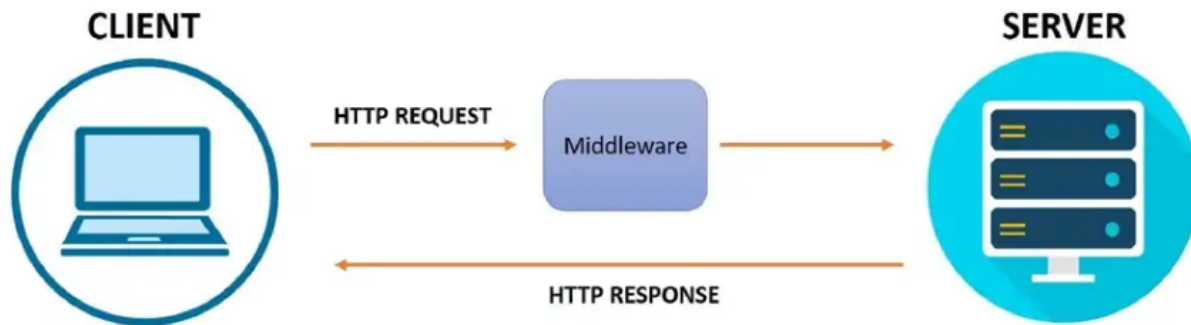 CLIENT
SERVER
HTTP REQUEST
Middleware
HTTP RESPONSE